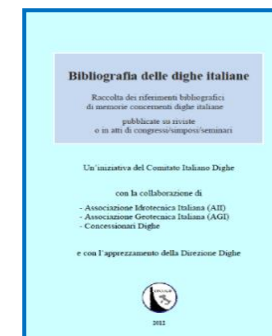 Bibliografia delle dighe italiane
Raccolta dei riferimenti bibliografici
di memorie concernenti dighe italiane
pubblicate su riviste
o in atti di congressi/simposi/seminari
Un'iniziativa del Comitato Italiano Dighe
con la collaborazione di
- Associazione Idrotecnica Italiana (AII)
- Associazione Geotecnica Italiana (AGI)
- Concessionari Dighe
e con l'apprezzamento della Direzione Dighe
2012